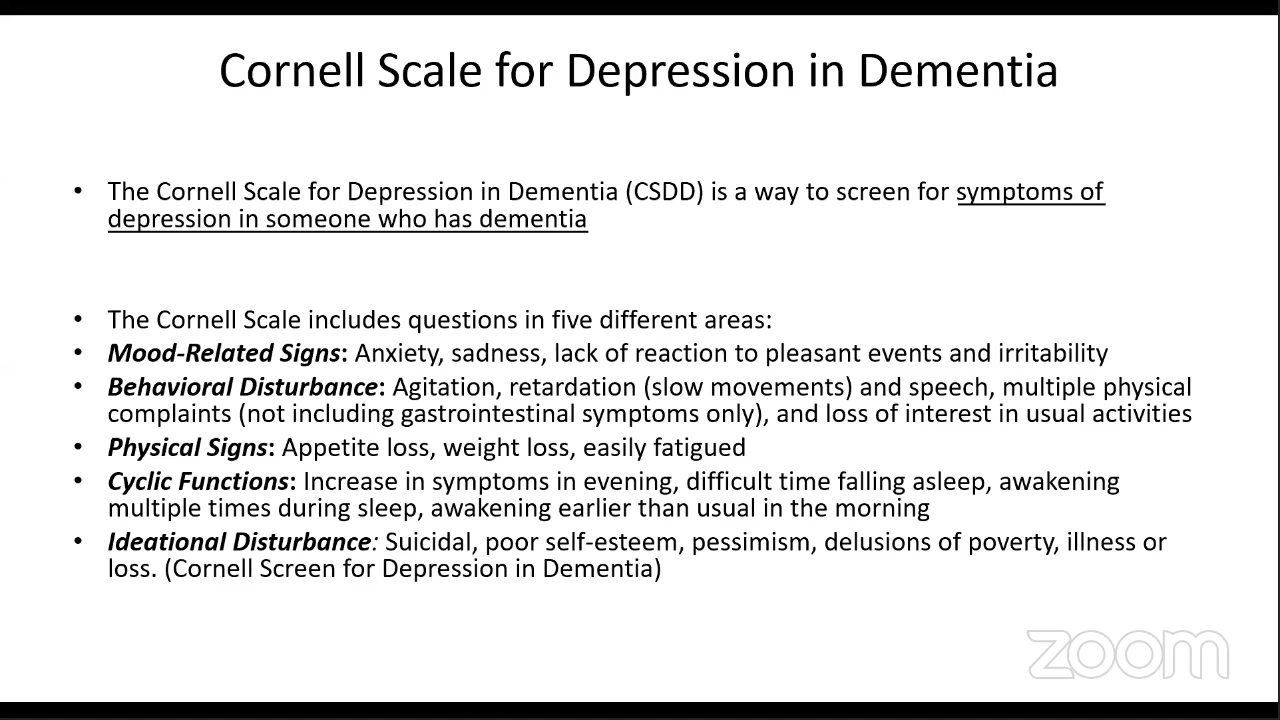 Cornell Scale for Depression in Dementia
• The Cornell Scale for Depression in Dementia (CSDD) is a way to screen for symptoms of
depression in someone who has dementia
• The Cornell Scale includes questions in five different areas:
• Mood-Related Signs: Anxiety, sadness, lack of reaction to pleasant events and irritability
• Behavioral Disturbance: Agitation, retardation (slow movements) and speech, multiple physical
complaints (not including gastrointestinal symptoms only), and loss of interest in usual activities
• Physical Signs: Appetite loss, weight loss, easily fatigued
• Cyclic Functions: Increase in symptoms in evening, difficult time falling asleep, awakening
multiple times during sleep, awakening earlier than usual in the morning
• Ideational Disturbance: Suicidal, poor self-esteem, pessimism, delusions of poverty, illness or
loss. (Cornell Screen for Depression in Dementia)
zoom